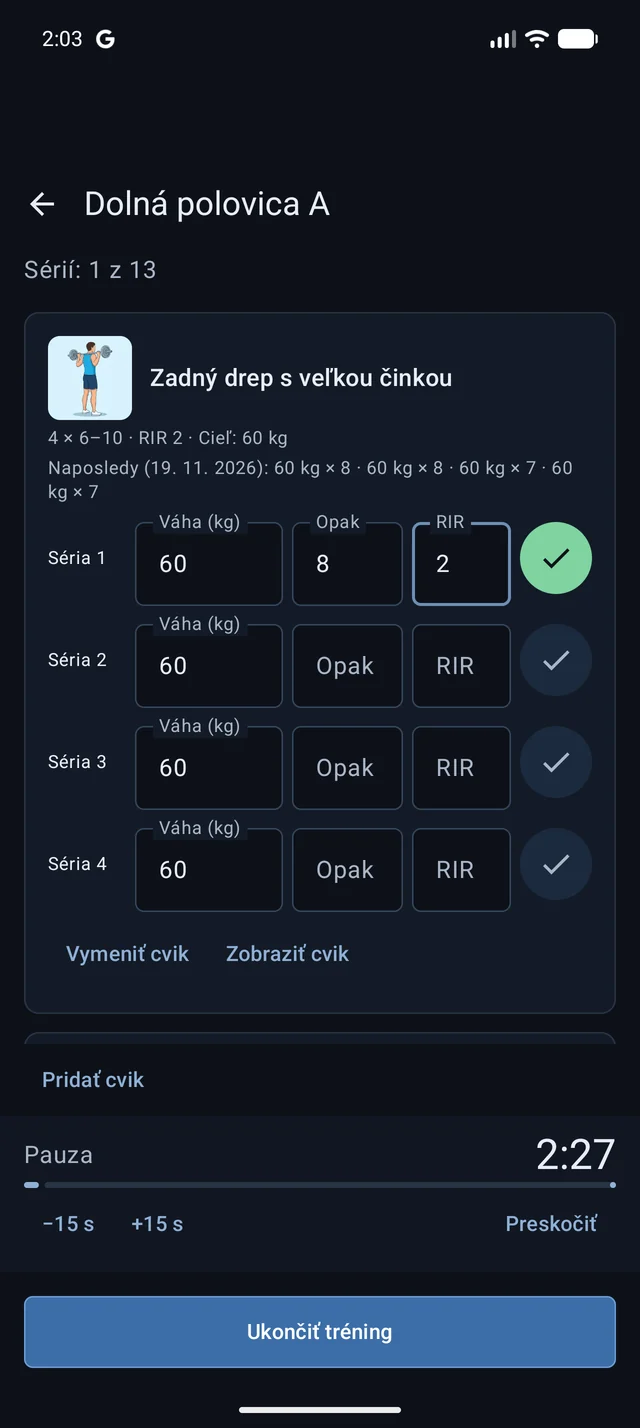 2:03 G
Dolná polovica A
Sérií: 1 z 13
Zadný drep s veľkou činkou
4 × 6–10 · RIR 2 · Cieľ: 60 kg
Naposledy (19. 11. 2026): 60 kg × 8 · 60 kg × 8 · 60 kg × 7 · 60
kg × 7
Váha (kg) Opak RIR
Séria 1 60 8 2
Váha (kg)
Séria 2 60 Opak RIR
Váha (kg)
Séria 3 60 Opak RIR
Váha (kg)
Séria 4 60 Opak RIR
Vymeniť cvik Zobraziť cvik
Pridať cvik
Pauza 2:27
−15 s +15 s Preskočiť
Ukončiť tréning